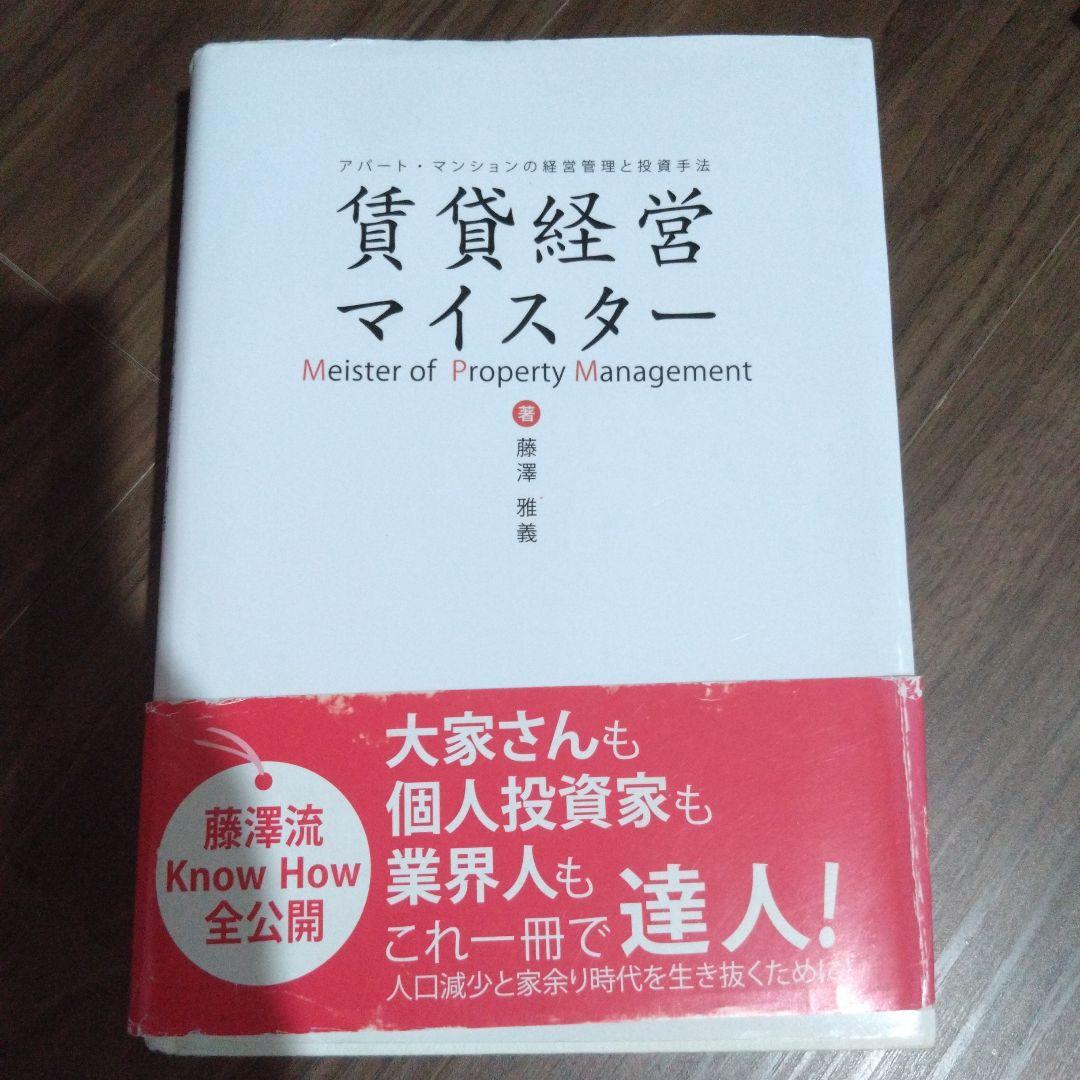 アパート・マンションの経営管理と投資手法
賃貸経営
マイスター
Meister of Property Management
著
藤澤 雅義
藤澤流
Know How
全公開
大家さんも
個人投資家も
業界人も
これ一冊で達人!
人口減少と家余り時代を生き抜くために!